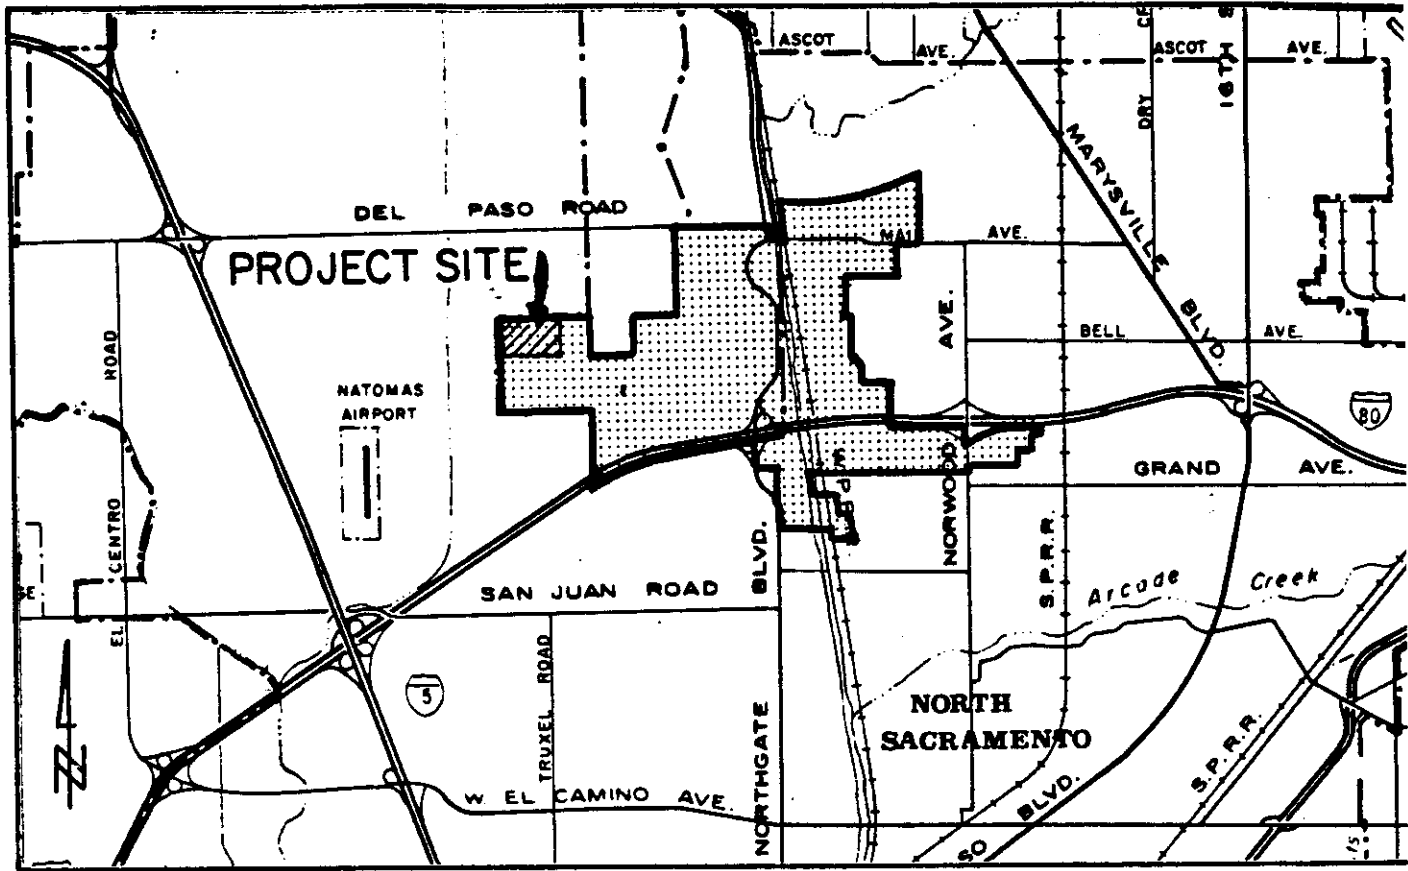 ASCOT
AVE.
ASCOT
AVE.
DRY
CR
16TH
MARYSVILLE
BLVD.
DEL PASO ROAD
PROJECT SITE
AVE.
AVE.
BELL
AVE.
ROAD
NATOMAS
AIRPORT
80
GRAND
AVE.
NORWOOD
EL CENTRO
BLVD.
SAN JUAN ROAD
S.P.R.R.
Arcade Creek
5
TRUXEL ROAD
NORTHGATE
NORTH
SACRAMENTO
S.P.R.R.
W EL CAMINO AVE.
SO BLVD.
N